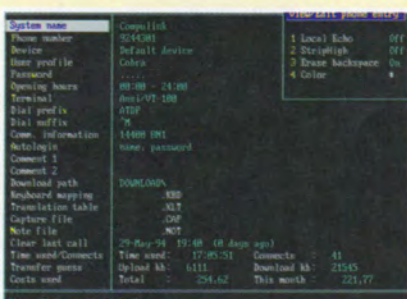 View/Edit phone entry
System name Compulink
Phone number 9244301
Device Default device
User profile Cobra
Password .....
Opening hours 00:00 - 24:00
Terminal Ansi/VT-100
Dial prefix ATDP
Dial suffix ^M
Comm. information 14400 8N1
Autologin name, password
Comment 1
Comment 2
Download path DOWNLOAD\
Keyboard mapping .KBD
Translation table .XLT
Capture file .CAP
Note file .NOT
Clear last call 29-May-94 19:40 (0 days ago)
Time used/Connects Time used: 17:05:51 Connects : 41
Transfer guess Upload kb: 6111 Download kb: 21545
Costs used Total : 254,62 This month : 221,77
1 Local Echo Off
2 StripHigh Off
3 Erase backspace On
4 Color *